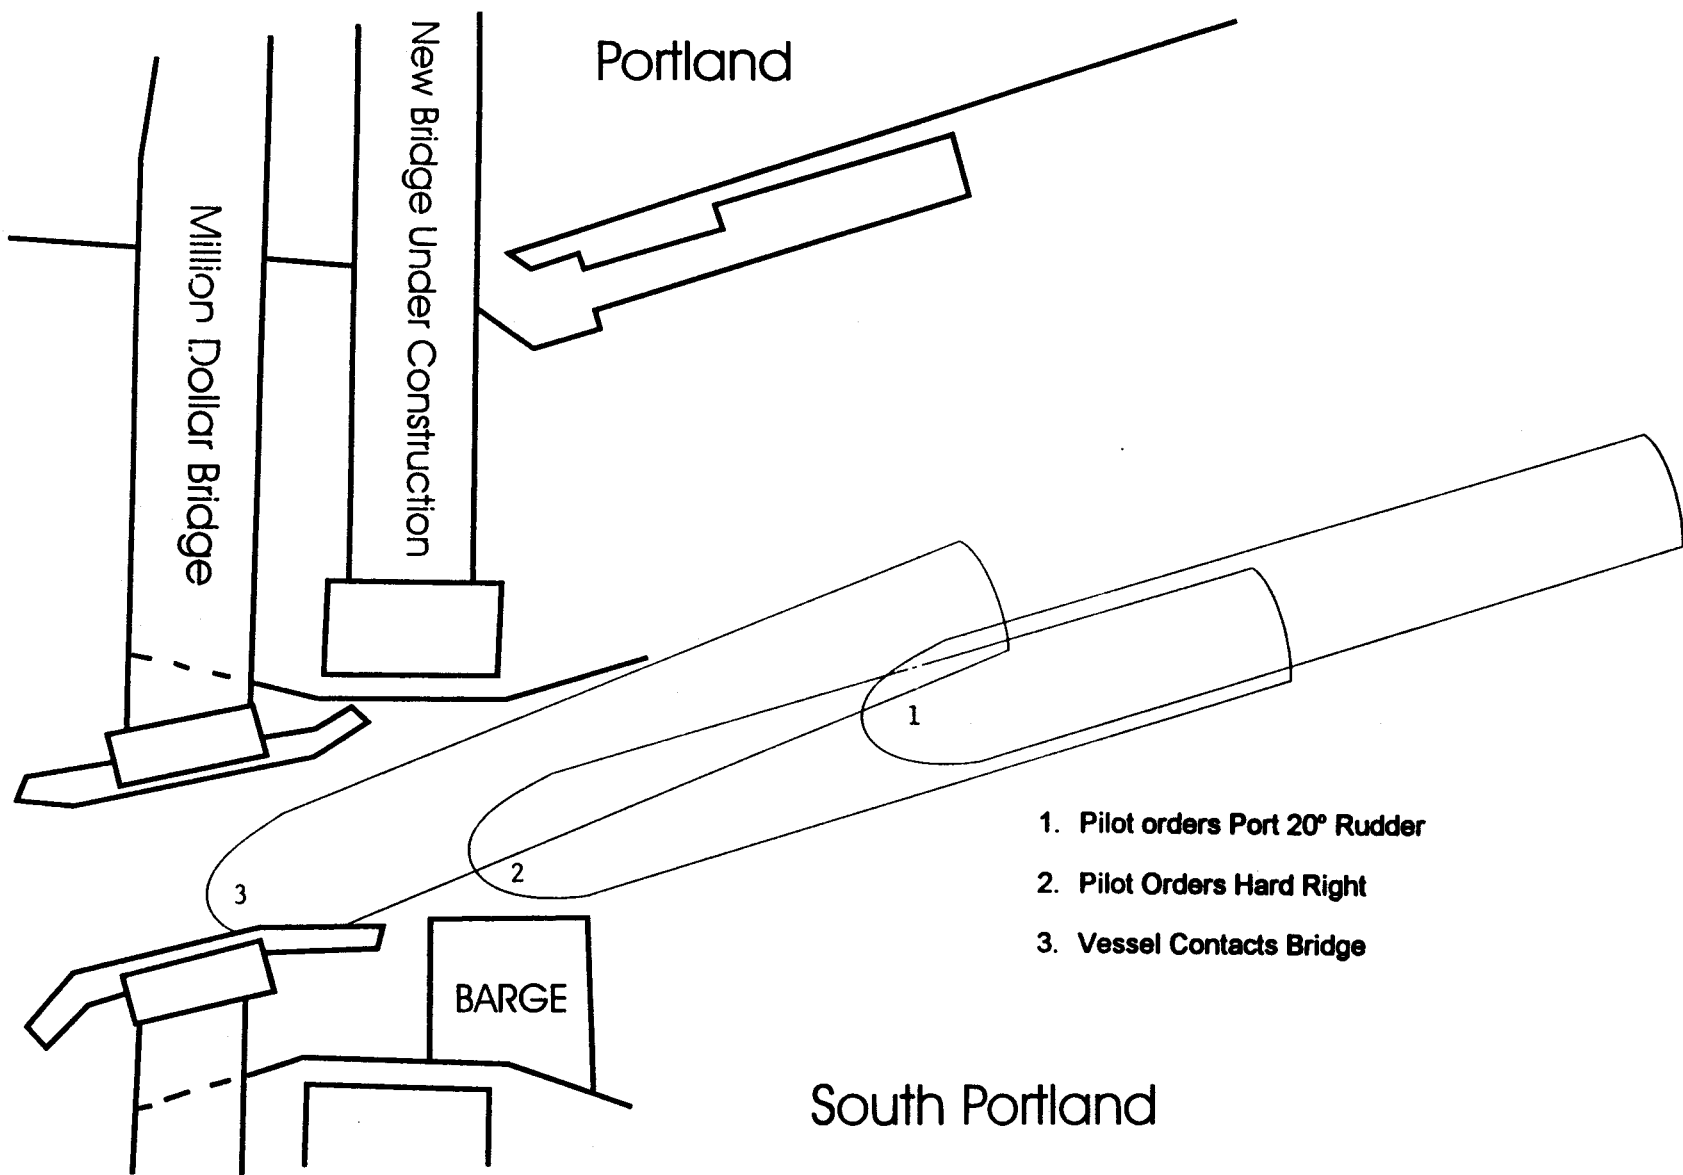 Portland
New Bridge Under Construction
Million Dollar Bridge
1
1. Pilot orders Port 20° Rudder
2
2. Pilot Orders Hard Right
3
3. Vessel Contacts Bridge
BARGE
South Portland